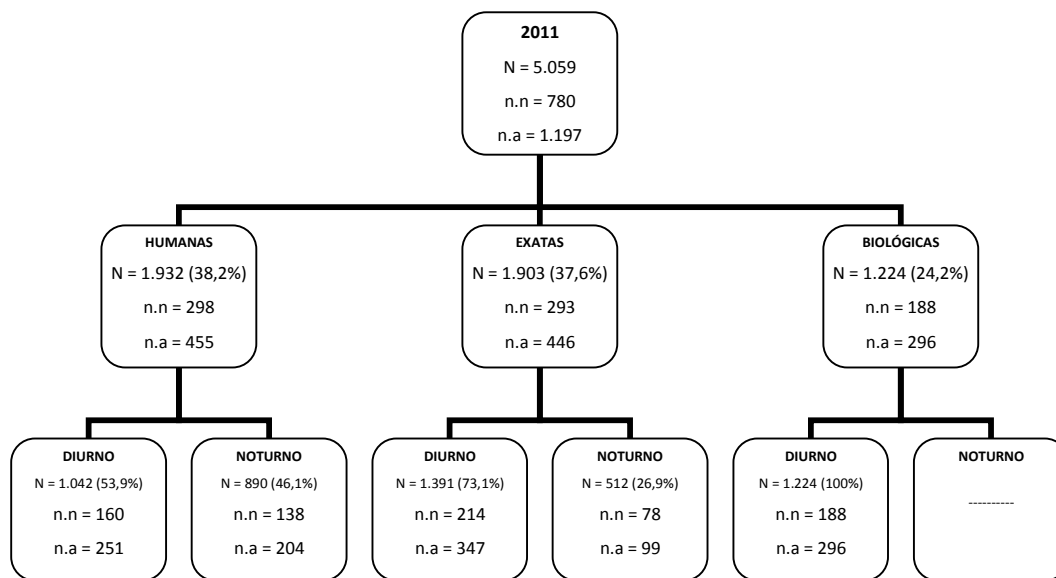 2011
N = 5.059
n.n = 780
n.a = 1.197
HUMANAS
N = 1.932 (38,2%)
n.n = 298
n.a = 455
EXATAS
N = 1.903 (37,6%)
n.n = 293
n.a = 446
BIOLÓGICAS
N = 1.224 (24,2%)
n.n = 188
n.a = 296
DIURNO
N = 1.042 (53,9%)
n.n = 160
n.a = 251
NOTURNO
N = 890 (46,1%)
n.n = 138
n.a = 204
DIURNO
N = 1.391 (73,1%)
n.n = 214
n.a = 347
NOTURNO
N = 512 (26,9%)
n.n = 78
n.a = 99
DIURNO
N = 1.224 (100%)
n.n = 188
n.a = 296
NOTURNO
----------